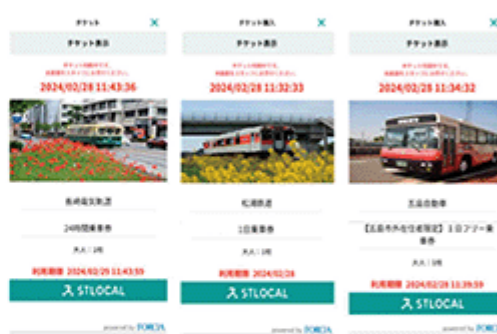 チケット ×
チケット表示
2024/02/28 11:43:36
長崎電気軌道
24時間乗車券
大人:1枚
利用期限 2024/02/29 11:43:59
STLOCAL
powered by FORCIA
チケット購入 ×
チケット表示
2024/02/28 11:32:33
松浦鉄道
1日乗車券
大人:1枚
利用期限 2024/02/28
STLOCAL
powered by FORCIA
チケット購入 ×
チケット表示
2024/02/28 11:34:32
五島自動車
【五島市外在住者限定】1日フリー乗
車券
大人:1枚
利用期限 2024/02/28 11:39:59
STLOCAL
powered by FORCIA